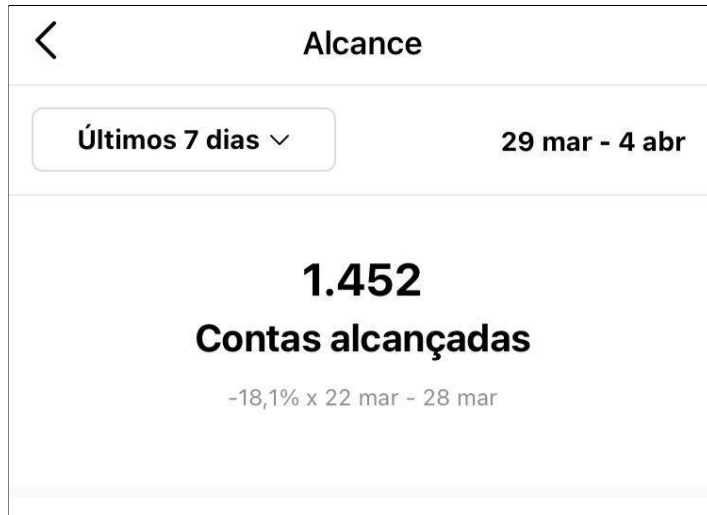 Alcance
Últimos 7 dias
29 mar - 4 abr
1.452
Contas alcançadas
-18,1% x 22 mar - 28 mar